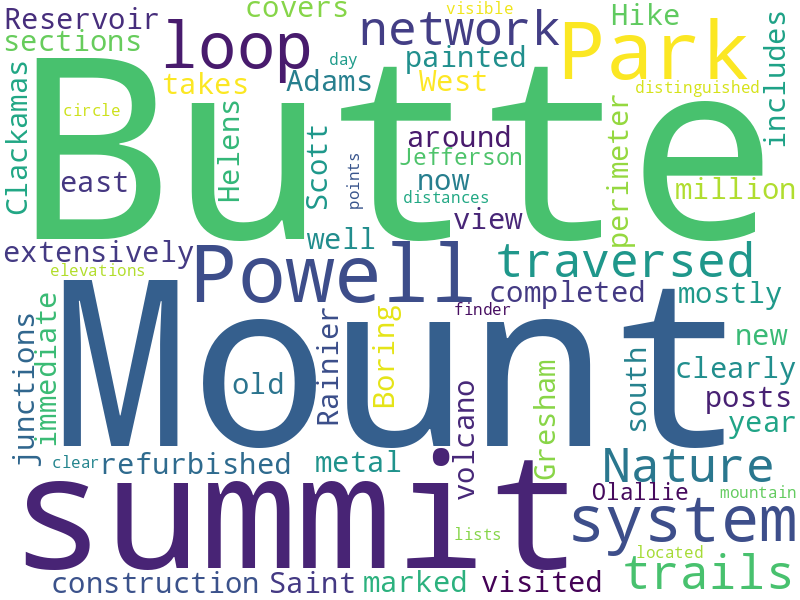 Reservoir
covers
visible
Hike
sections
loop
network
Park
painted
day
takes
Adams
West
distinguished
includes
Clackamas
circle
Butte
Helens
Scott
points
around
Jefferson
perimeter
east
now
distances
million
view
well
extensively
Powell
traversed
elevations
completed
mostly
junctions
immediate
Mount
old
Rainier
Boring
finder
south
new
clearly
posts
year
clear
refurbished
metal
volcano
Gresham
Nature
summit
Olallie
mountain
system
lists
located
construction
Saint
marked
visited
trails